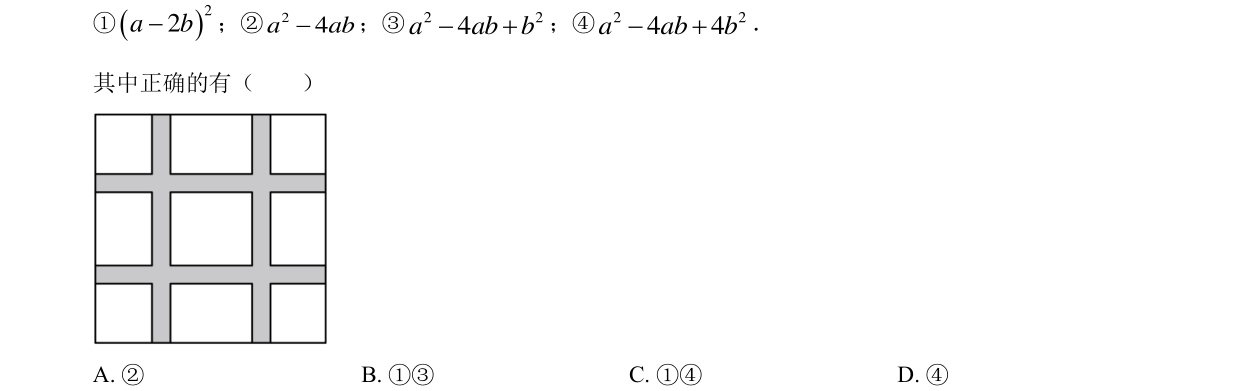 ①(a−2b)²；②a²−4ab；③a²−4ab+b²；④a²−4ab+4b².
其中正确的有（　　）
A. ②　B. ①③　C. ①④　D. ④